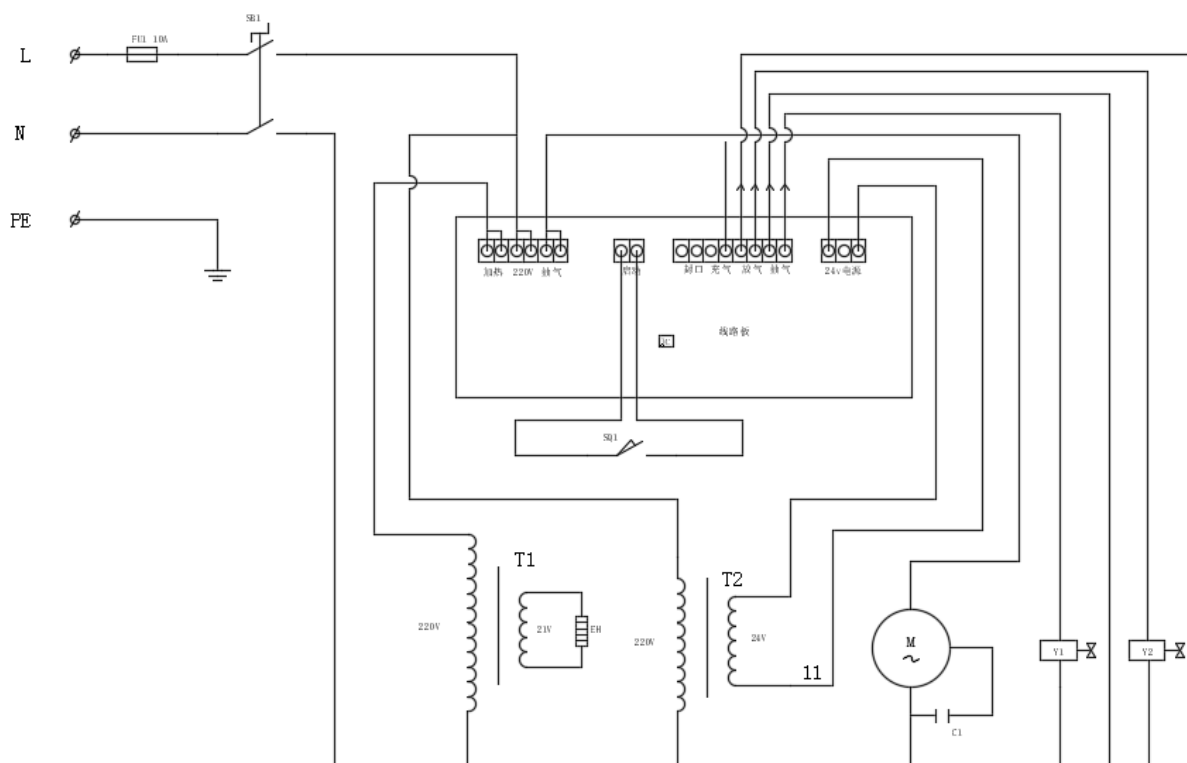 SB1
FU1 10A
L
N
PE
加热 220V 抽气
启动
封口 充气 放气 抽气
24v电源
线路板
SQ1
T1
T2
220V
21V
EH
220V
24V
11
M
Y1
Y2
C1